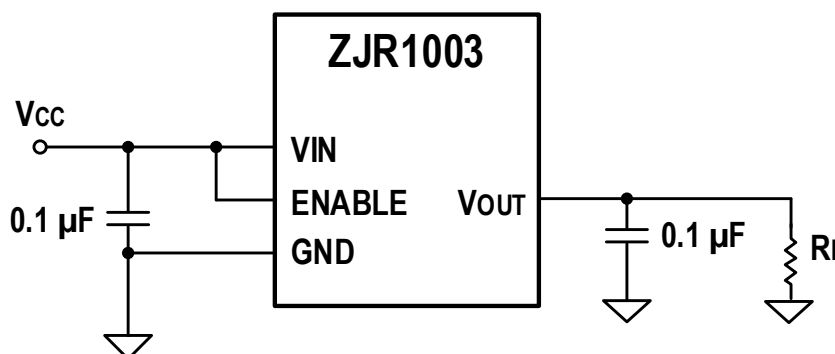 ZJR1003
VCC
VIN
ENABLE
GND
VOUT
0.1 µF
0.1 µF